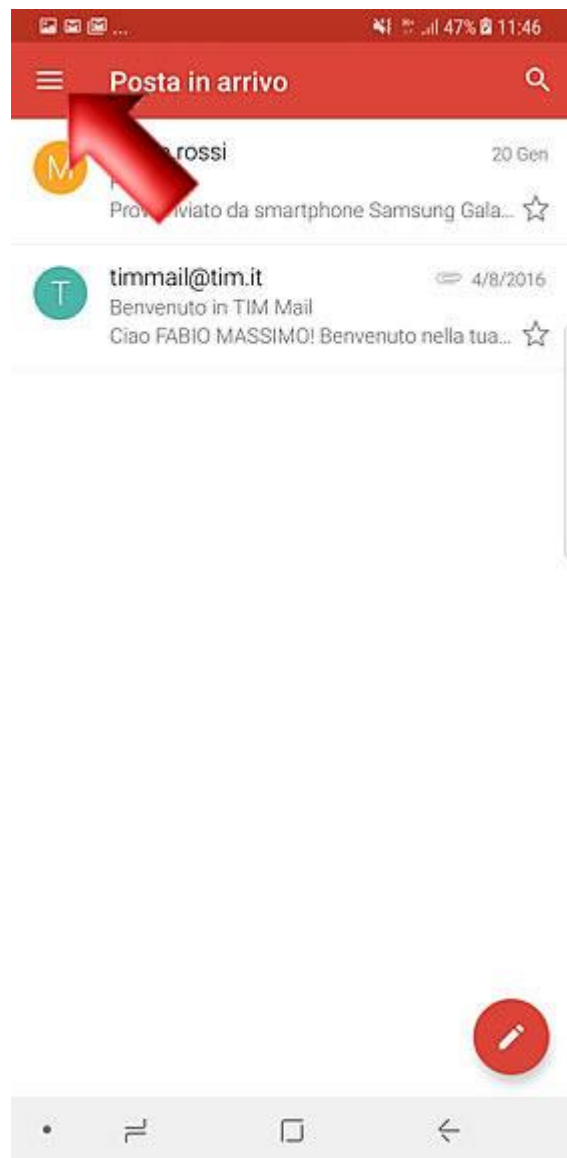 ... 47% 11:46
Posta in arrivo
M rossi 20 Gen
da smartphone Samsung Gala...
T timmail@tim.it 4/8/2016
Benvenuto in TIM Mail
Ciao FABIO MASSIMO! Benvenuto nella tua...